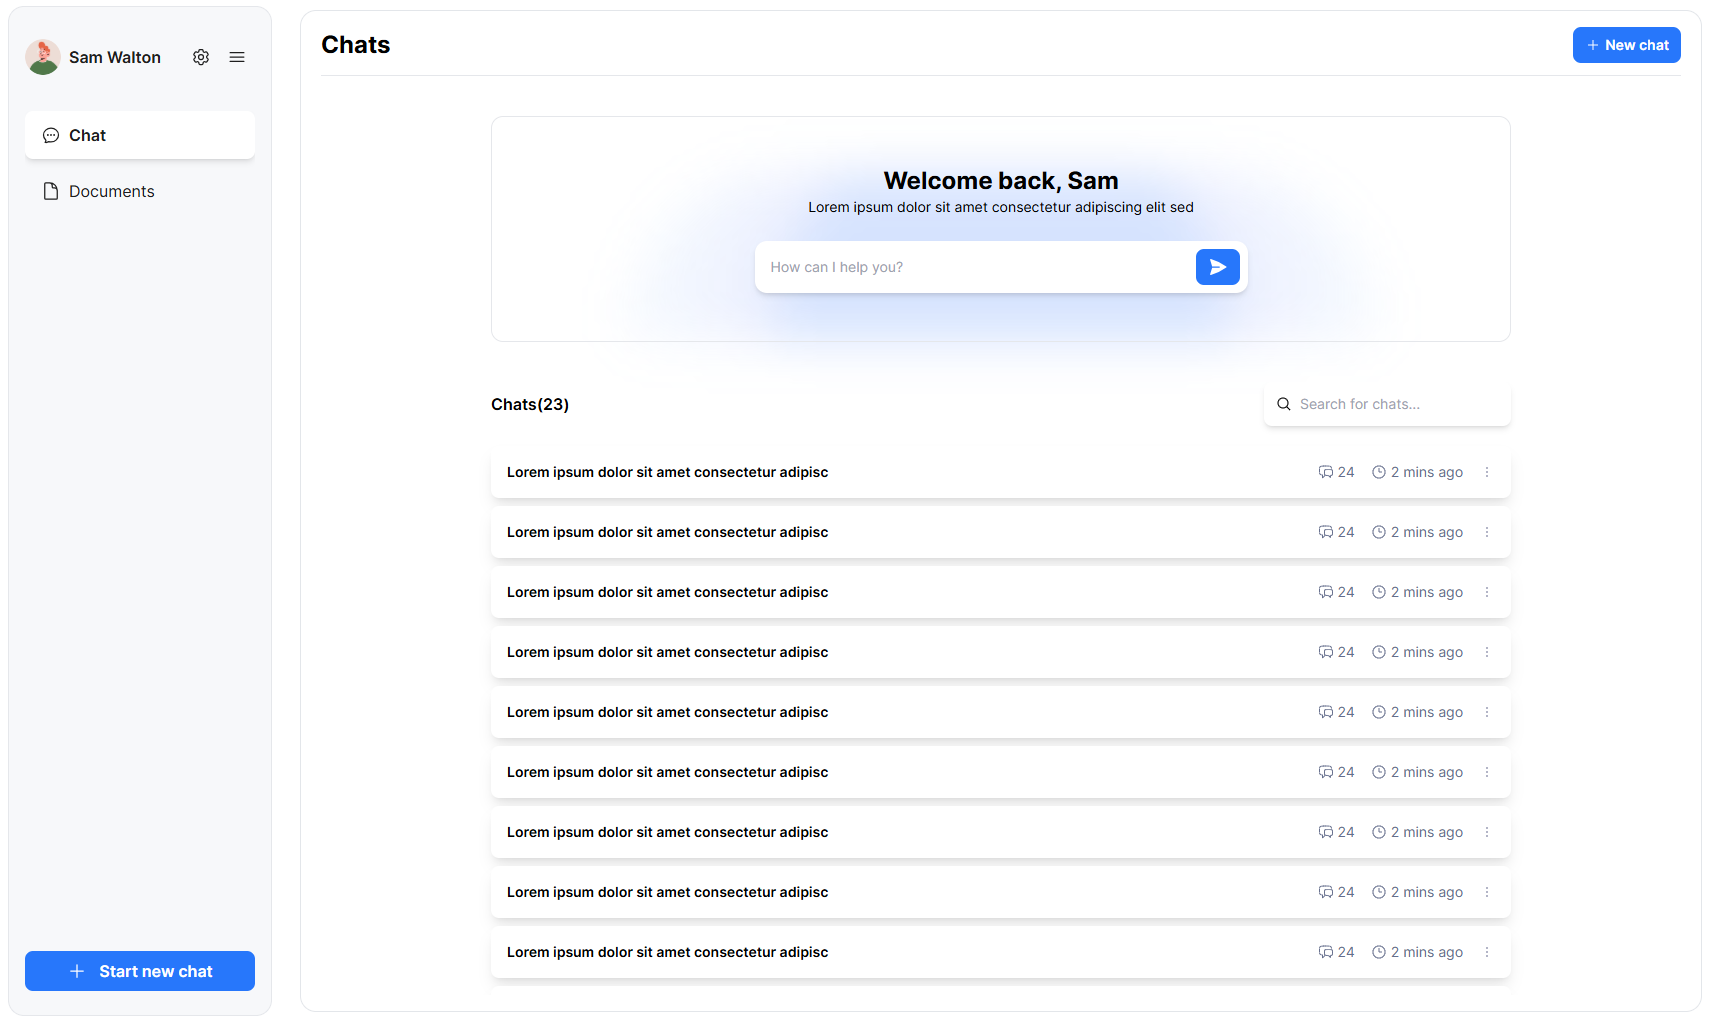 Sam Walton
Chat
Documents
Start new chat
Chats
New chat
Welcome back, Sam
Lorem ipsum dolor sit amet consectetur adipiscing elit sed
How can I help you?
Chats(23)
Search for chats...
Lorem ipsum dolor sit amet consectetur adipisc 24 2 mins ago
Lorem ipsum dolor sit amet consectetur adipisc 24 2 mins ago
Lorem ipsum dolor sit amet consectetur adipisc 24 2 mins ago
Lorem ipsum dolor sit amet consectetur adipisc 24 2 mins ago
Lorem ipsum dolor sit amet consectetur adipisc 24 2 mins ago
Lorem ipsum dolor sit amet consectetur adipisc 24 2 mins ago
Lorem ipsum dolor sit amet consectetur adipisc 24 2 mins ago
Lorem ipsum dolor sit amet consectetur adipisc 24 2 mins ago
Lorem ipsum dolor sit amet consectetur adipisc 24 2 mins ago